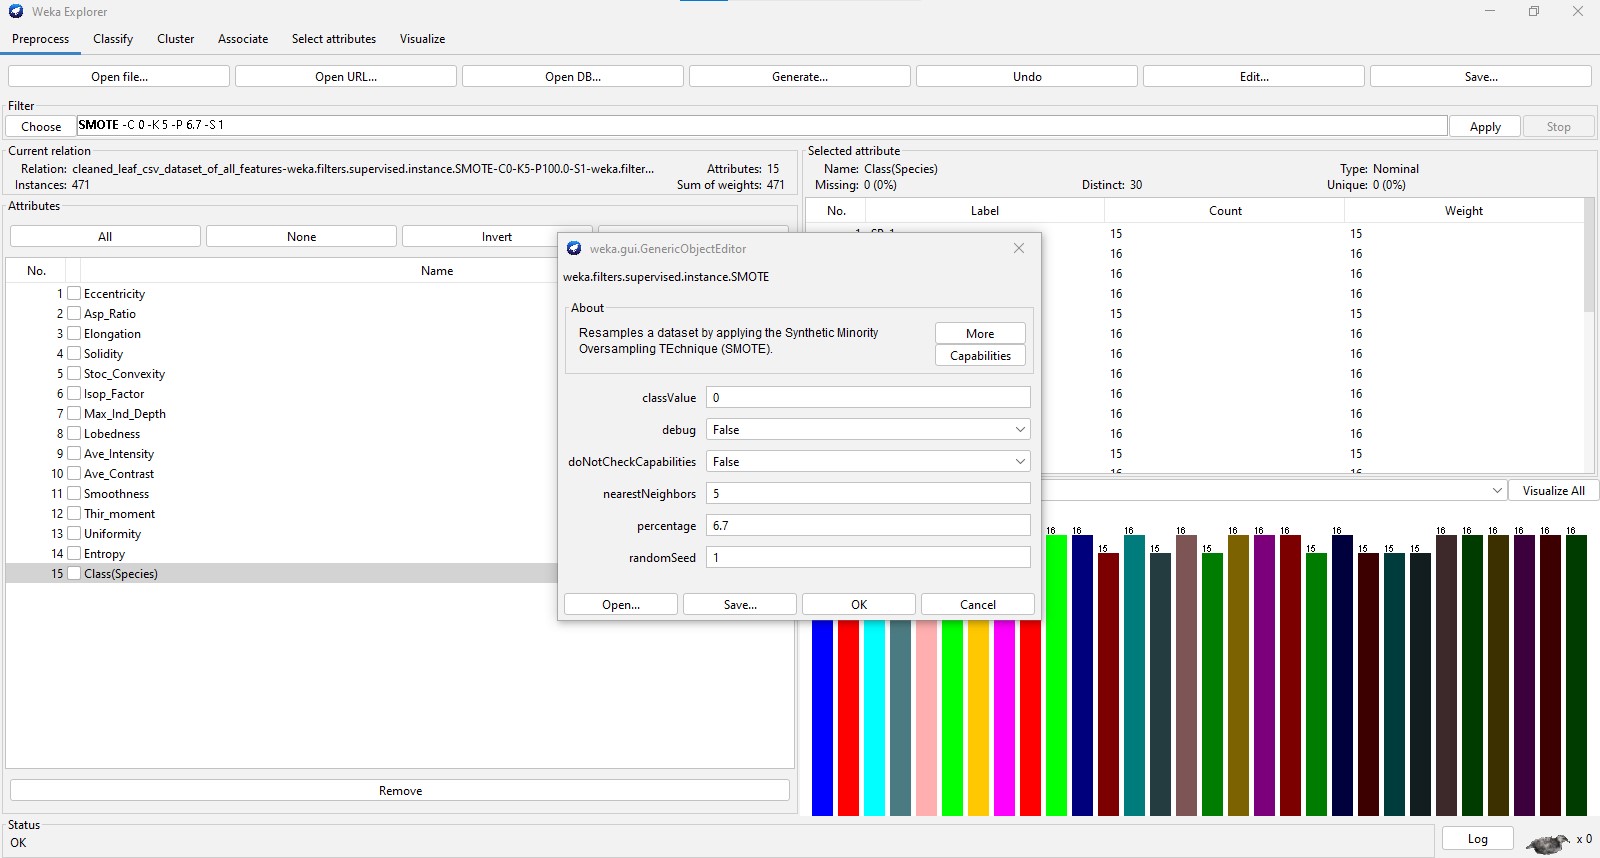 Weka Explorer
Preprocess Classify Cluster Associate Select attributes Visualize
Open file... Open URL... Open DB... Generate... Undo Edit... Save...
Filter
Choose SMOTE -C 0 -K 5 -P 6.7 -S 1 Apply Stop
Current relation
Relation: cleaned_leaf_csv_dataset_of_all_features-weka.filters.supervised.instance.SMOTE-C0-K5-P100.0-S1-weka.filter... Attributes: 15
Instances: 471 Sum of weights: 471
Selected attribute
Name: Class(Species) Type: Nominal
Missing: 0 (0%) Distinct: 30 Unique: 0 (0%)
Attributes
All None Invert
No. Name
1 Eccentricity
2 Asp_Ratio
3 Elongation
4 Solidity
5 Stoc_Convexity
6 Isop_Factor
7 Max_Ind_Depth
8 Lobedness
9 Ave_Intensity
10 Ave_Contrast
11 Smoothness
12 Thir_moment
13 Uniformity
14 Entropy
15 Class(Species)
Remove
No. Label Count Weight
15 15
16 16
16 16
16 16
15 15
16 16
16 16
16 16
16 16
16 16
16 16
15 15
16 16
weka.gui.GenericObjectEditor
weka.filters.supervised.instance.SMOTE
About
Resamples a dataset by applying the Synthetic Minority
Oversampling TEchnique (SMOTE).
More
Capabilities
classValue 0
debug False
doNotCheckCapabilities False
nearestNeighbors 5
percentage 6.7
randomSeed 1
Open... Save... OK Cancel
Visualize All
16 16 15 16 15 16 15 16 16 16 15 16 15 15 15 16 16 16 16 16 16
Status
OK
Log x 0